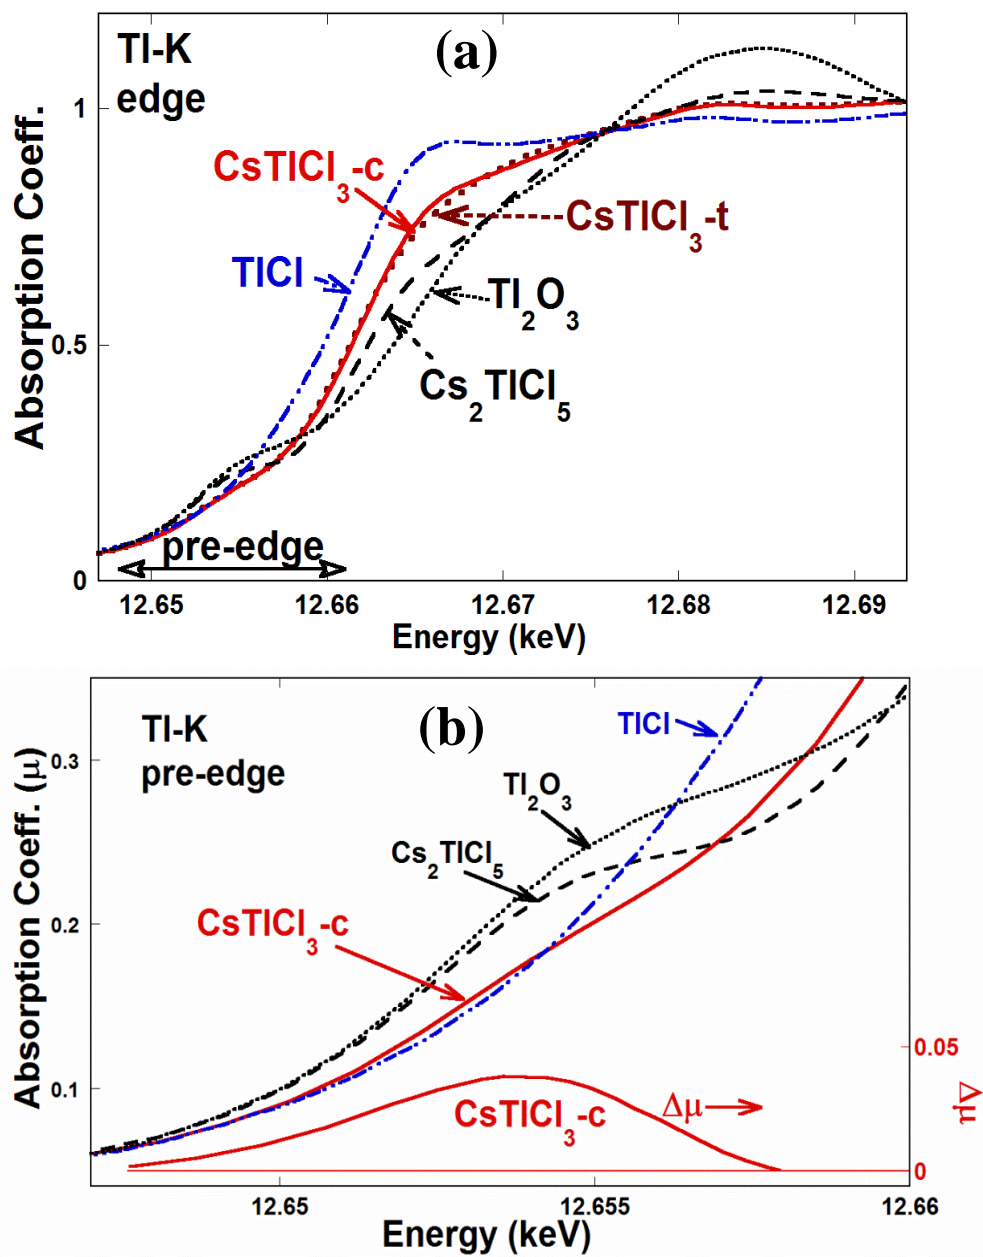 Tl-K
edge
(a)
Absorption Coeff.
1
0.5
0
CsTlCl3-c
CsTlCl3-t
TlCl
Tl2O3
Cs2TlCl5
pre-edge
12.65 12.66 12.67 12.68 12.69
Energy (keV)
Tl-K
pre-edge
(b)
Absorption Coeff. (μ)
0.3
0.2
0.1
TlCl
Tl2O3
Cs2TlCl5
CsTlCl3-c
Δμ
CsTlCl3-c
0.05
0
Δμ
12.65 12.655 12.66
Energy (keV)